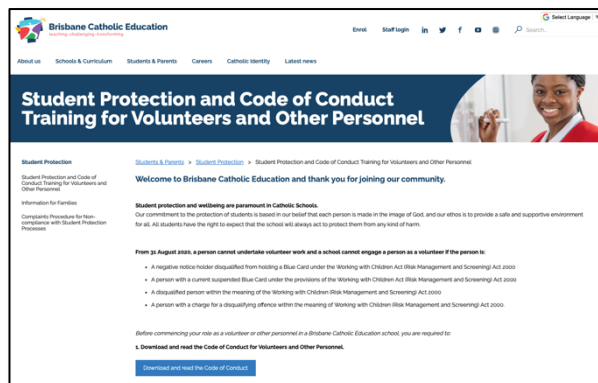 Brisbane Catholic Education
teaching.challenging.transforming
Enrol Staff login in f Search...
G Select Language
About us Schools & Curriculum Students & Parents Careers Catholic Identity Latest news
Student Protection and Code of Conduct
Training for Volunteers and Other Personnel
Student Protection
Student Protection and Code of
Conduct Training for Volunteers and
Other Personnel
Information for Families
Complaints Procedure for Non-
compliance with Student Protection
Processes
Students & Parents > Student Protection > Student Protection and Code of Conduct Training for Volunteers and Other Personnel
Welcome to Brisbane Catholic Education and thank you for joining our community.
Student protection and wellbeing are paramount in Catholic Schools.
Our commitment to the protection of students is based in our belief that each person is made in the image of God, and our ethos is to provide a safe and supportive environment
for all. All students have the right to expect that the school will always act to protect them from any kind of harm.
From 31 August 2020, a person cannot undertake volunteer work and a school cannot engage a person as a volunteer if the person is:
• A negative notice holder disqualified from holding a Blue Card under the Working with Children Act (Risk Management and Screening) Act 2000
• A person with a current suspended Blue Card under the provisions of the Working with Children Act (Risk Management and Screening) Act 2000
• A disqualified person within the meaning of the Working with Children (Risk Management and Screening) Act 2000
• A person with a charge for a disqualifying offence within the meaning of Working with Children (Risk Management and Screening) Act 2000.
Before commencing your role as a volunteer or other personnel in a Brisbane Catholic Education school, you are required to:
1. Download and read the Code of Conduct for Volunteers and Other Personnel.
Download and read the Code of Conduct